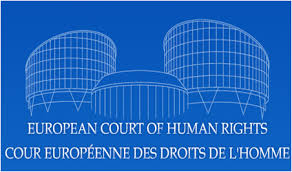 EUROPEAN COURT OF HUMAN RIGHTS
COUR EUROPÉENNE DES DROITS DE L'HOMME